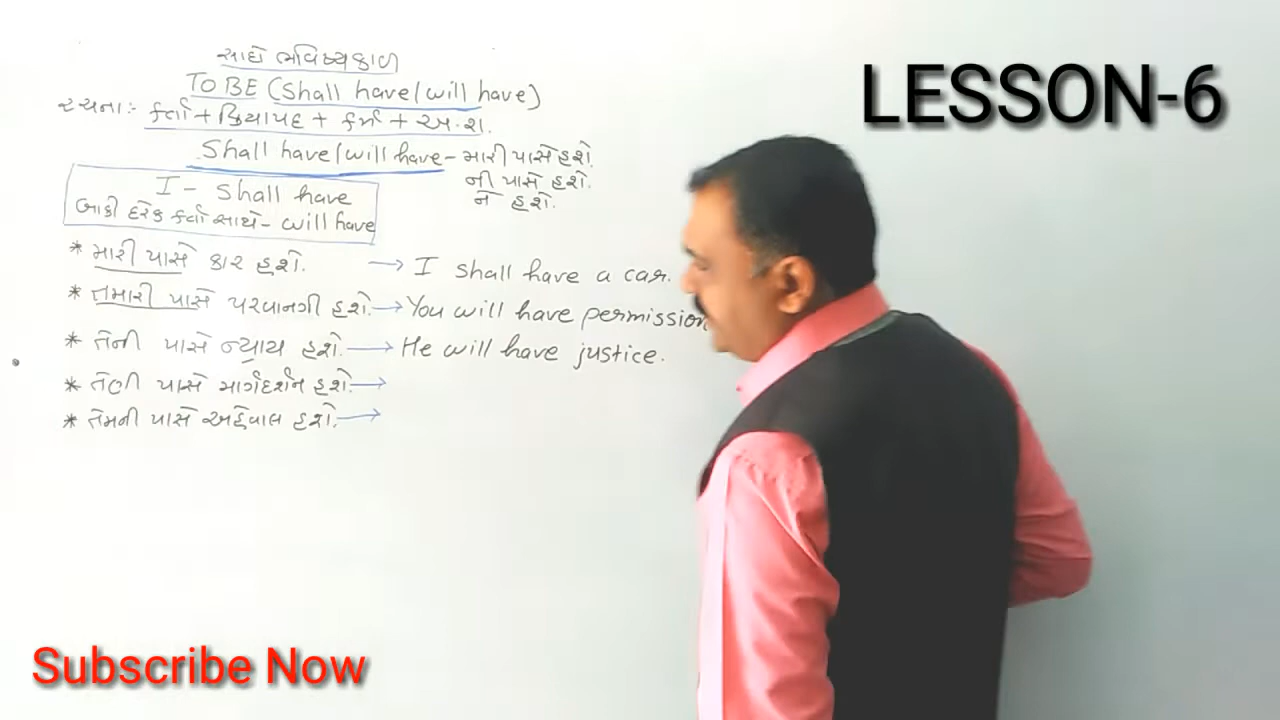 સાદો ભવિષ્યકાળ
TO BE (Shall have/will have)
રચના:- કર્તા + ક્રિયાપદ + કર્મ + અ.શ.
Shall have/will have - મારી પાસે હશે.
ની પાસે હશે.
ને હશે.
I - Shall have
બાકી દરેક કર્તા સાથે - will have
* મારી પાસે કાર હશે. → I shall have a car.
* તમારી પાસે પરવાનગી હશે. → You will have permission
* તેની પાસે ન્યાય હશે. → He will have justice.
* તેણી પાસે માર્ગદર્શન હશે. →
* તેમની પાસે અહેવાલ હશે. →
LESSON-6
Subscribe Now